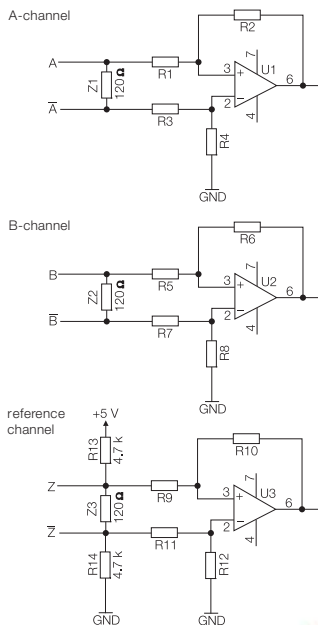 A-channel
R2
A
R1
3
+
7
U1
6
Z1
120 Ω
A̅
R3
2
−
4
R4
GND
B-channel
R6
B
R5
3
+
7
U2
6
Z2
120 Ω
B̅
R7
2
−
4
R8
GND
reference
channel
+5 V
R13
4.7 k
R10
Z
R9
3
+
7
U3
6
Z3
120 Ω
Z̅
R11
2
−
4
R14
4.7 k
R12
GND
GND